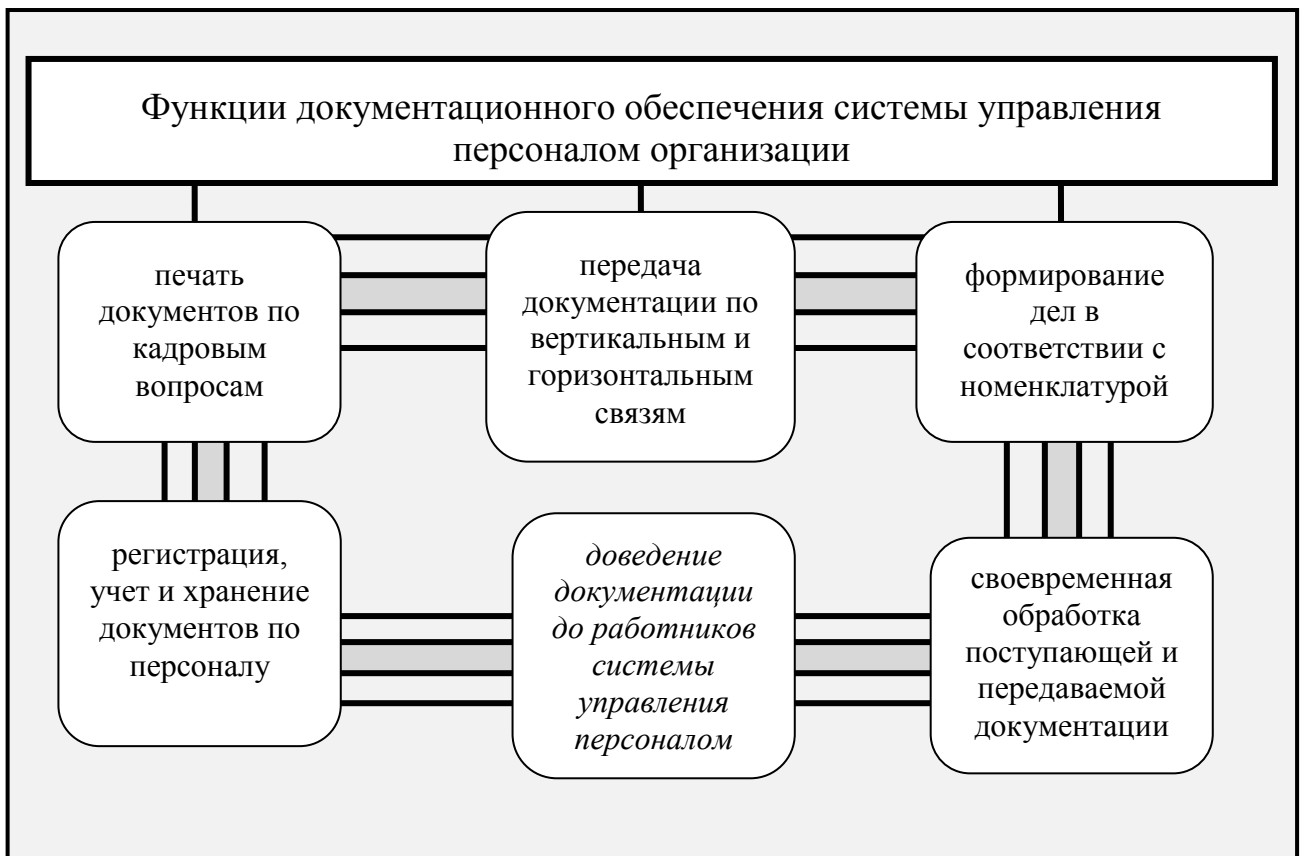 Функции документационного обеспечения системы управления
персоналом организации
печать
документов по
кадровым
вопросам
передача
документации по
вертикальным и
горизонтальным
связям
формирование
дел в
соответствии с
номенклатурой
регистрация,
учет и хранение
документов по
персоналу
доведение
документации
до работников
системы
управления
персоналом
своевременная
обработка
поступающей и
передаваемой
документации